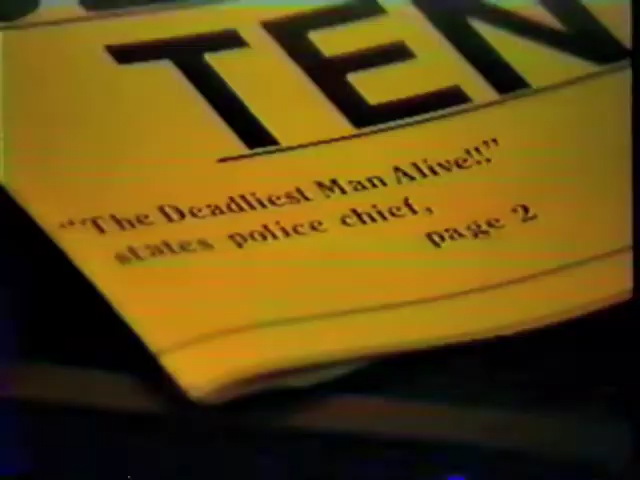 TEN
“The Deadliest Man Alive!!”
states police chief,
page 2